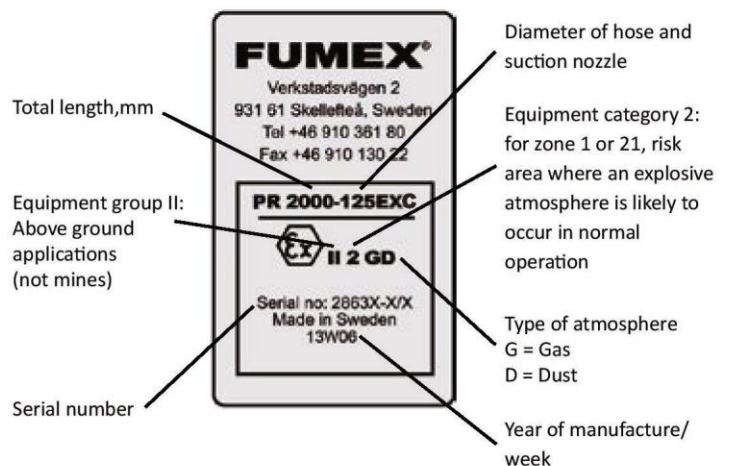 Total length,mm
Equipment group II:
Above ground
applications
(not mines)
Serial number
FUMEX®
Verkstadsvägen 2
931 61 Skellefteå, Sweden
Tel +46 910 361 80
Fax +46 910 130 22
PR 2000-125EXC
Ex II 2 GD
Serial no: 2863X-X/X
Made in Sweden
13W06
Diameter of hose and
suction nozzle
Equipment category 2:
for zone 1 or 21, risk
area where an explosive
atmosphere is likely to
occur in normal
operation
Type of atmosphere
G = Gas
D = Dust
Year of manufacture/
week